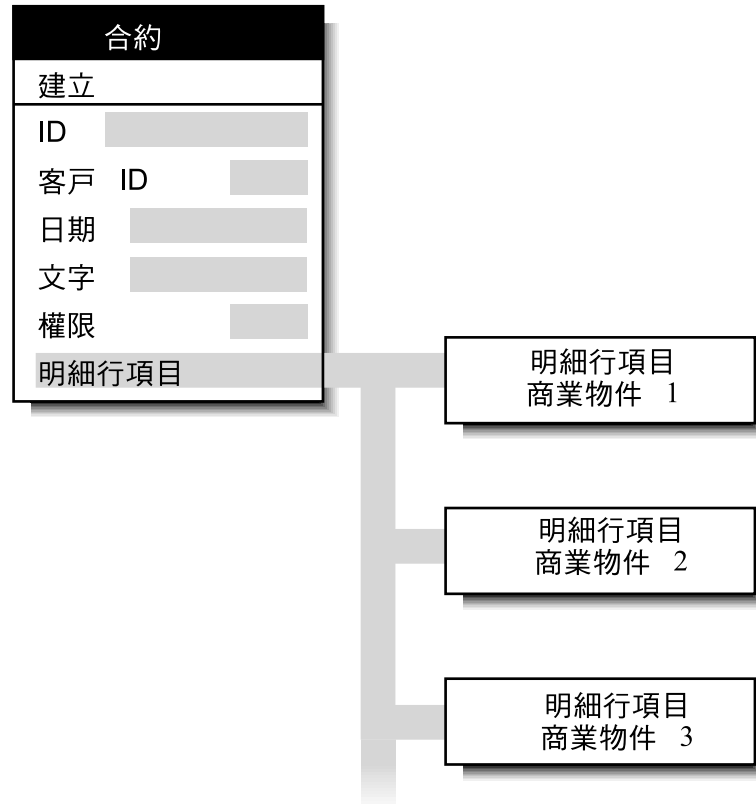 合約
建立
ID
客戶 ID
日期
文字
權限
明細行項目
明細行項目
商業物件 1
明細行項目
商業物件 2
明細行項目
商業物件 3